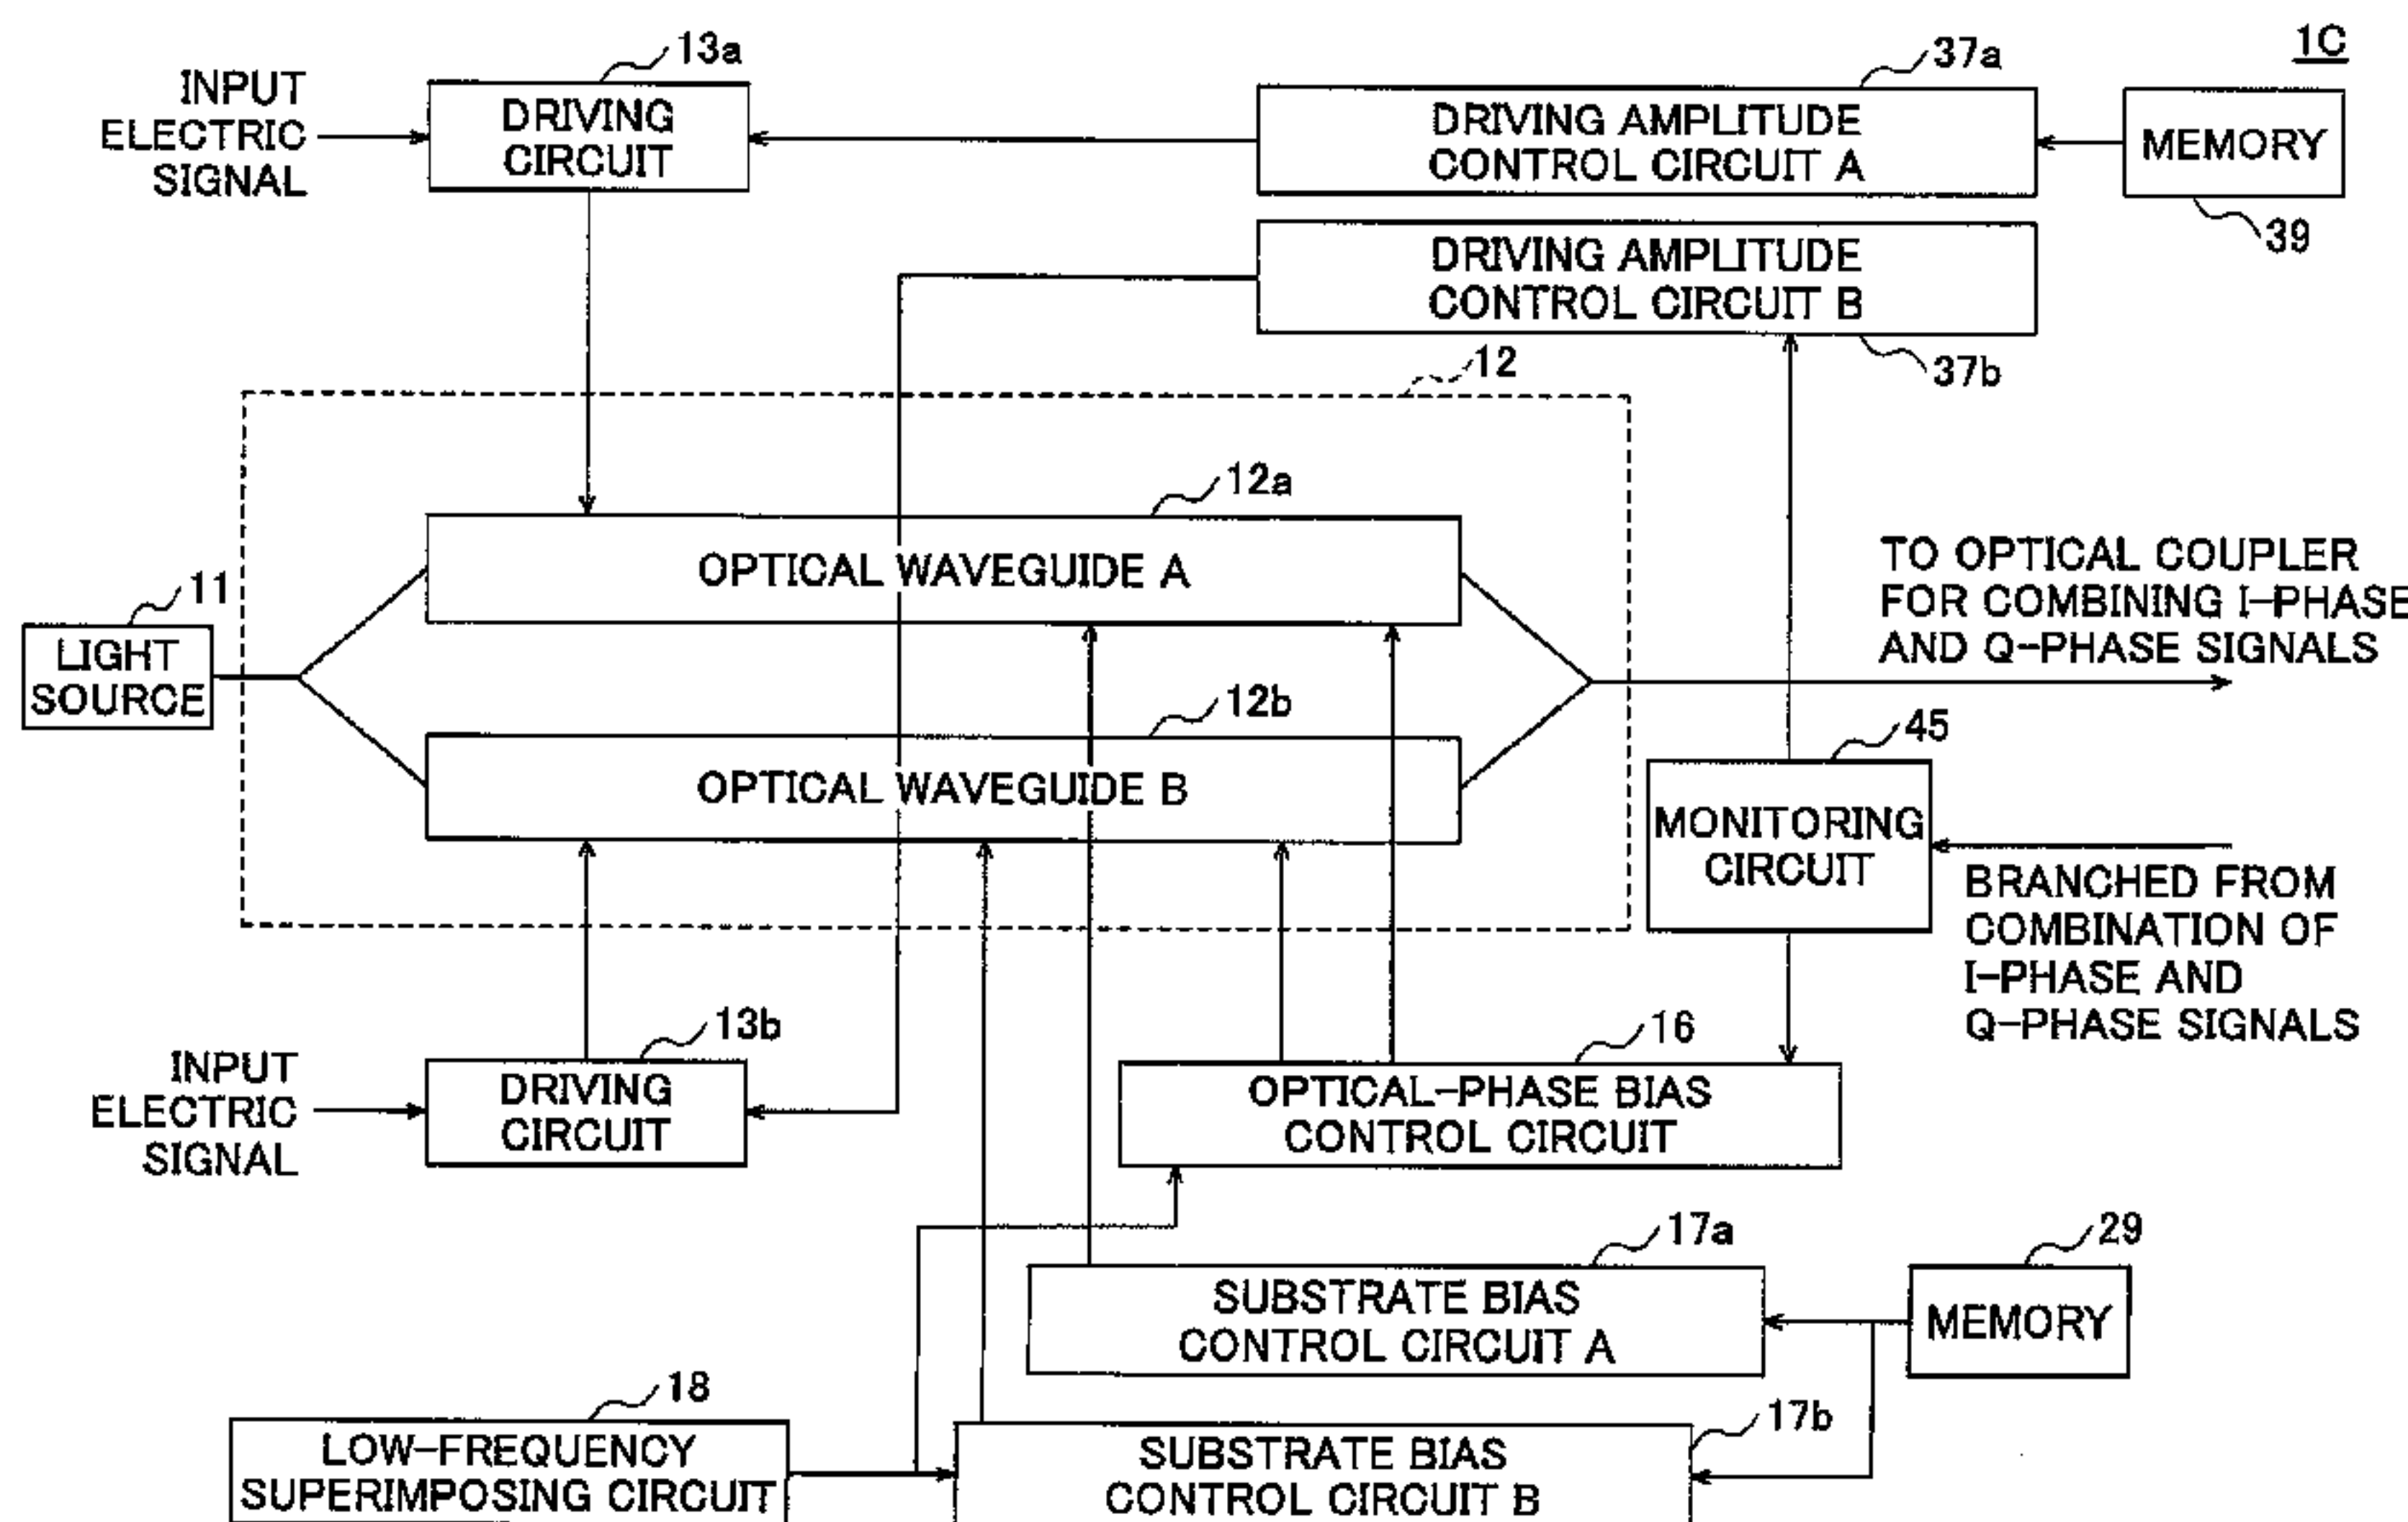 1C
13a
37a
INPUT
ELECTRIC
SIGNAL
DRIVING
CIRCUIT
DRIVING AMPLITUDE
CONTROL CIRCUIT A
MEMORY
39
DRIVING AMPLITUDE
CONTROL CIRCUIT B
37b
12
12a
OPTICAL WAVEGUIDE A
11
LIGHT
SOURCE
TO OPTICAL COUPLER
FOR COMBINING I-PHASE
AND Q-PHASE SIGNALS
12b
OPTICAL WAVEGUIDE B
45
MONITORING
CIRCUIT
BRANCHED FROM
COMBINATION OF
I-PHASE AND
Q-PHASE SIGNALS
13b
INPUT
ELECTRIC
SIGNAL
DRIVING
CIRCUIT
16
OPTICAL-PHASE BIAS
CONTROL CIRCUIT
17a
SUBSTRATE BIAS
CONTROL CIRCUIT A
29
MEMORY
18
LOW-FREQUENCY
SUPERIMPOSING CIRCUIT
17b
SUBSTRATE BIAS
CONTROL CIRCUIT B